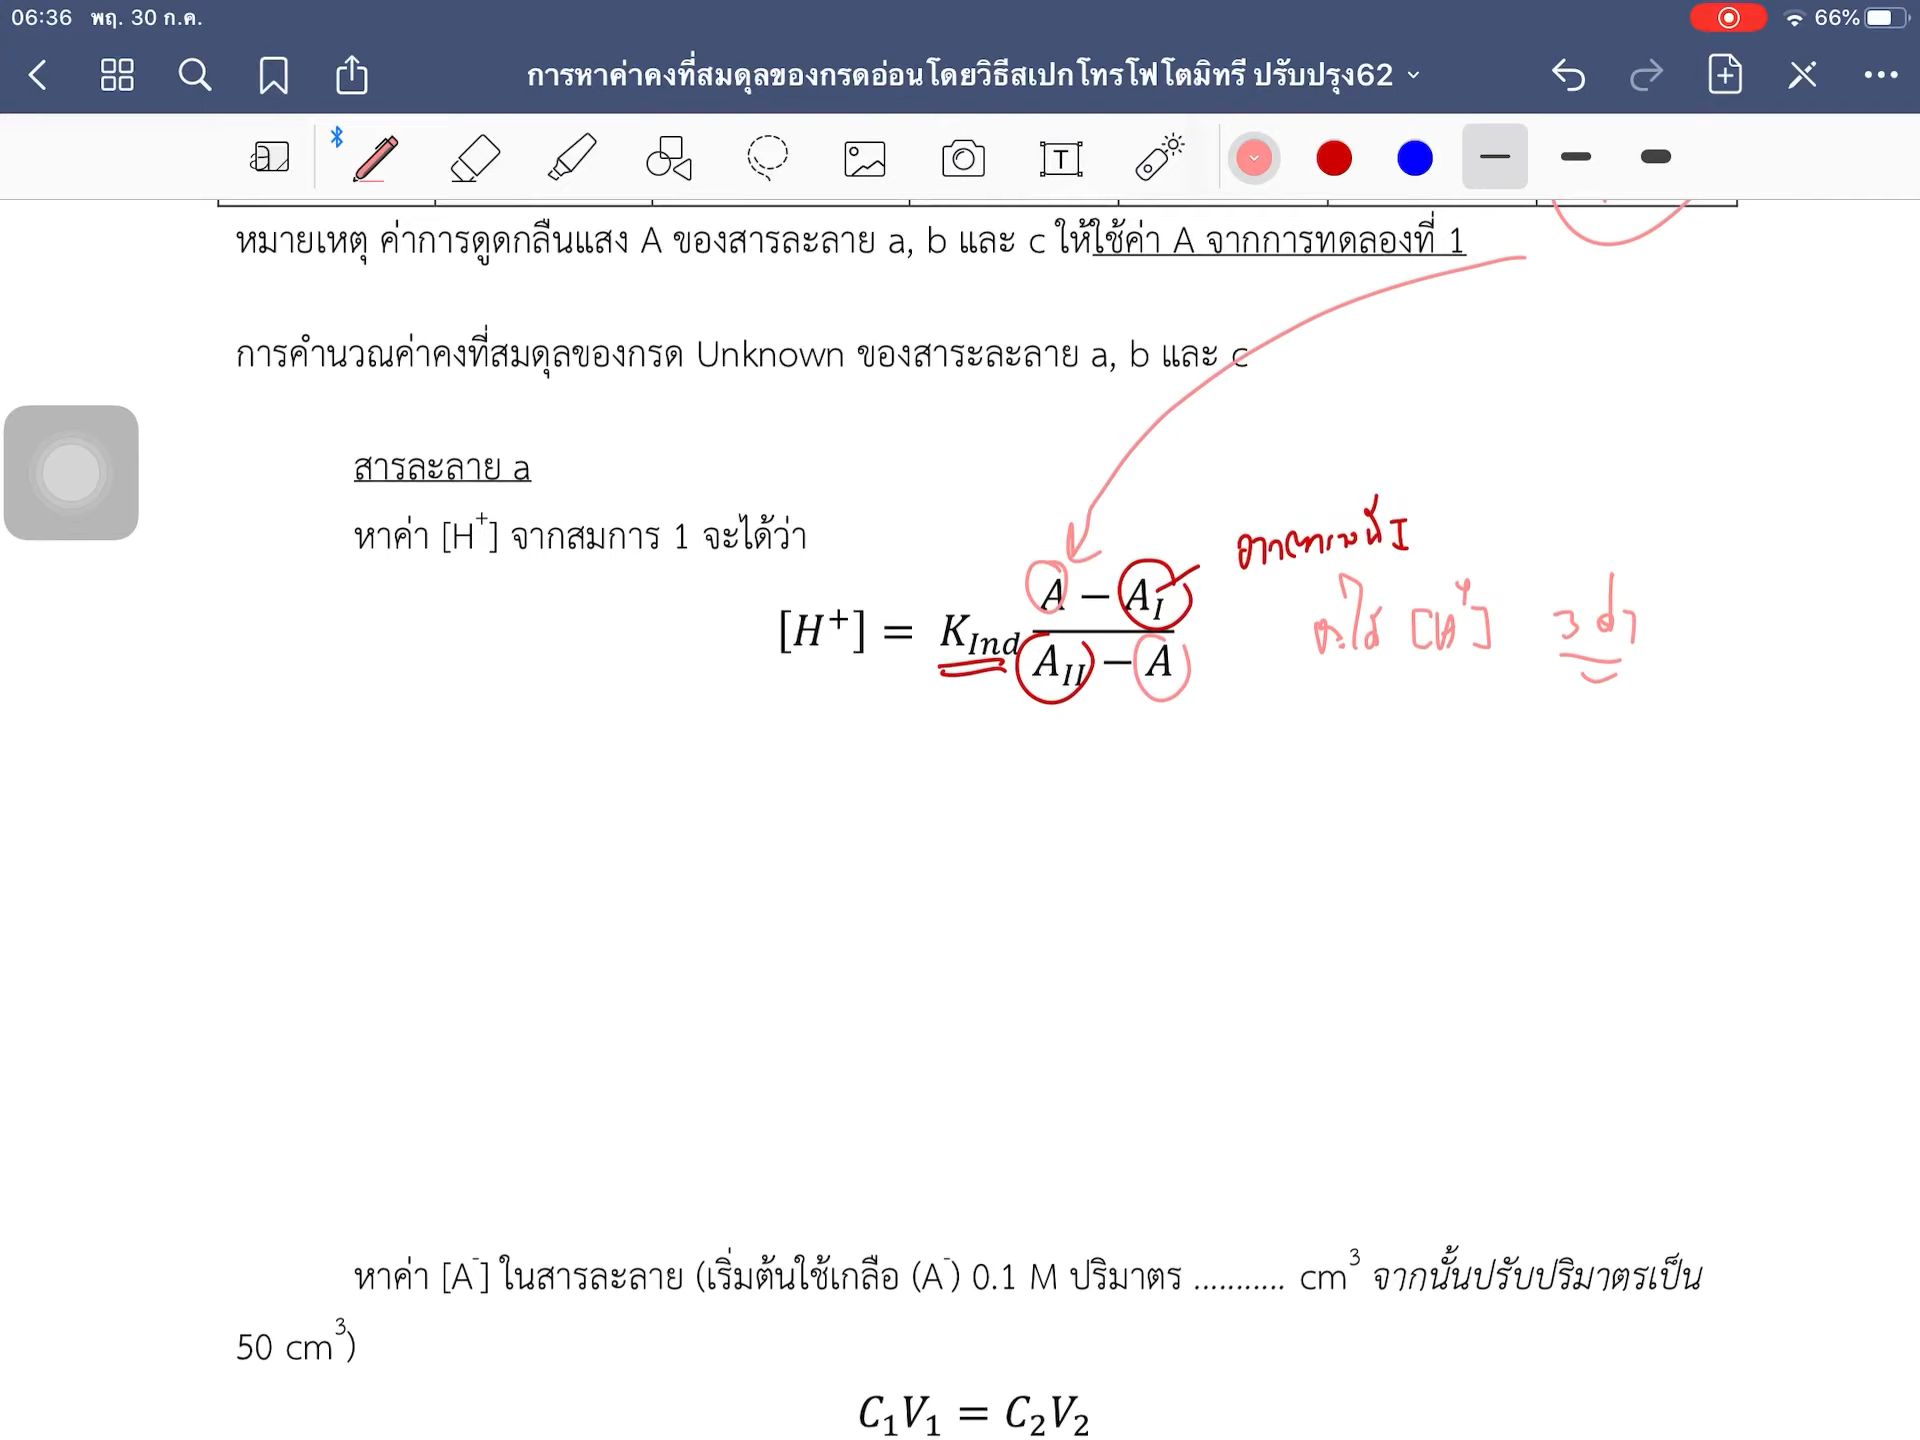 06:36 พฤ. 30 ก.ค.
66%
การหาค่าคงที่สมดุลของกรดอ่อนโดยวิธีสเปกโทรโฟโตมิทรี ปรับปรุง62
หมายเหตุ ค่าการดูดกลืนแสง A ของสารละลาย a, b และ c ให้ใช้ค่า A จากการทดลองที่ 1
การคำนวณค่าคงที่สมดุลของกรด Unknown ของสาระละลาย a, b และ c
สารละลาย a
หาค่า [H⁺] จากสมการ 1 จะได้ว่า
[H⁺] = K_Ind (A − A_I) / (A_II − A)
จะได้ [H⁺] 3 ค่า
หาค่า [A⁻] ในสารละลาย (เริ่มต้นใช้เกลือ (A⁻) 0.1 M ปริมาตร ........... cm³ จากนั้นปรับปริมาตรเป็น
50 cm³)
C₁V₁ = C₂V₂